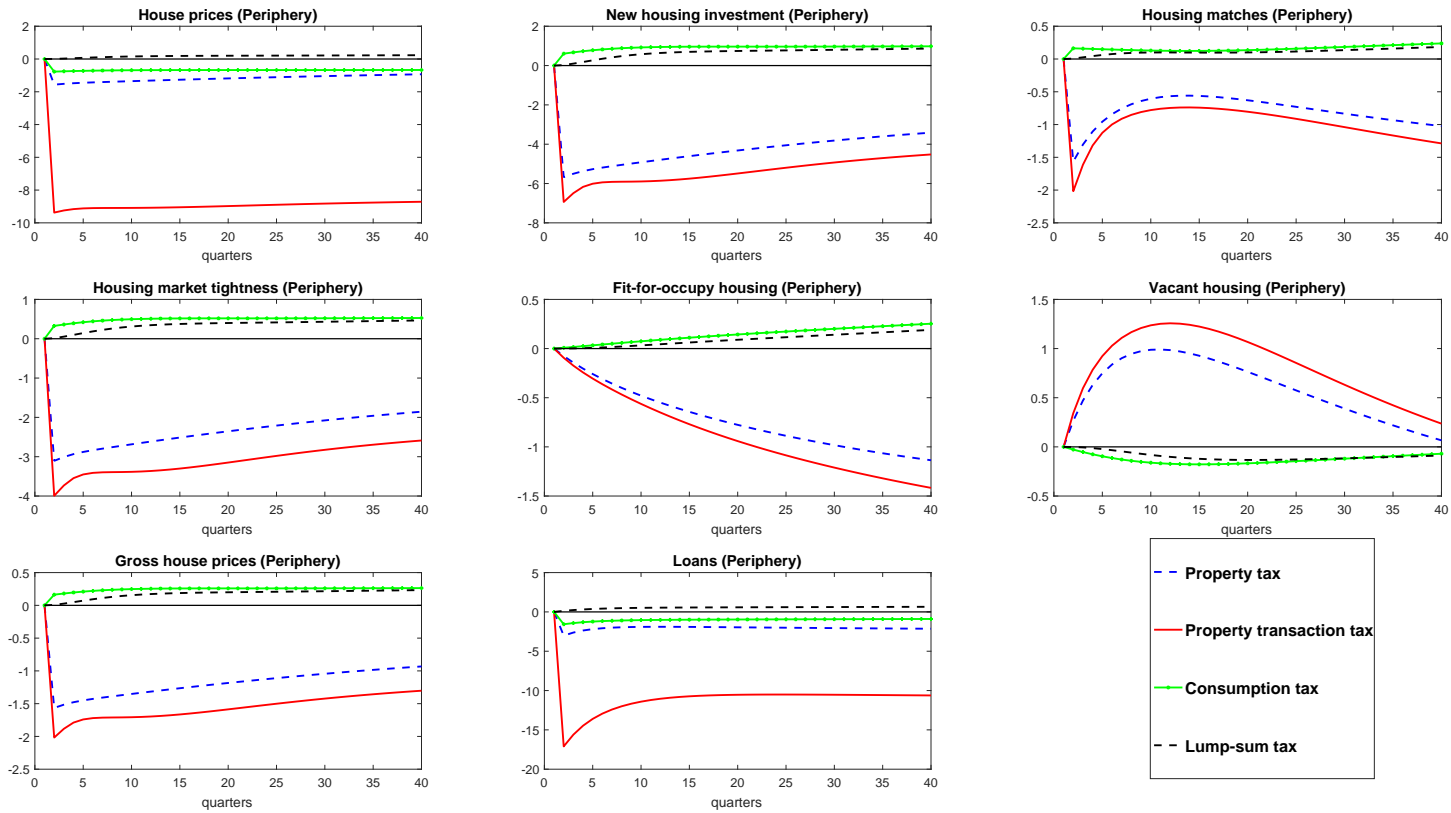 House prices (Periphery)
2
0
-2
-4
-6
-8
-10
0 5 10 15 20 25 30 35 40
quarters
New housing investment (Periphery)
4
2
0
-2
-4
-6
-8
0 5 10 15 20 25 30 35 40
quarters
Housing matches (Periphery)
0.5
0
-0.5
-1
-1.5
-2
-2.5
0 5 10 15 20 25 30 35 40
quarters
Housing market tightness (Periphery)
1
0
-1
-2
-3
-4
0 5 10 15 20 25 30 35 40
quarters
Fit-for-occupy housing (Periphery)
0.5
0
-0.5
-1
-1.5
0 5 10 15 20 25 30 35 40
quarters
Vacant housing (Periphery)
1.5
1
0.5
0
-0.5
0 5 10 15 20 25 30 35 40
quarters
Gross house prices (Periphery)
0.5
0
-0.5
-1
-1.5
-2
-2.5
0 5 10 15 20 25 30 35 40
quarters
Loans (Periphery)
5
0
-5
-10
-15
-20
0 5 10 15 20 25 30 35 40
quarters
Property tax
Property transaction tax
Consumption tax
Lump-sum tax